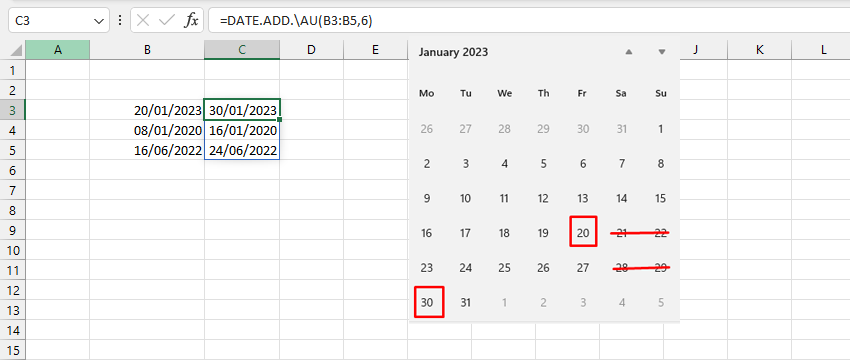 C3 fx =DATE.ADD.\AU(B3:B5,6)
A B C D E J K L
January 2023
1
Mo Tu We Th Fr Sa Su
2
3 20/01/2023 30/01/2023
4 08/01/2020 16/01/2020
5 16/06/2022 24/06/2022
6
7
8
9
10
11
12
13
14
15
26 27 28 29 30 31 1
2 3 4 5 6 7 8
9 10 11 12 13 14 15
16 17 18 19 20 21 22
23 24 25 26 27 28 29
30 31 1 2 3 4 5